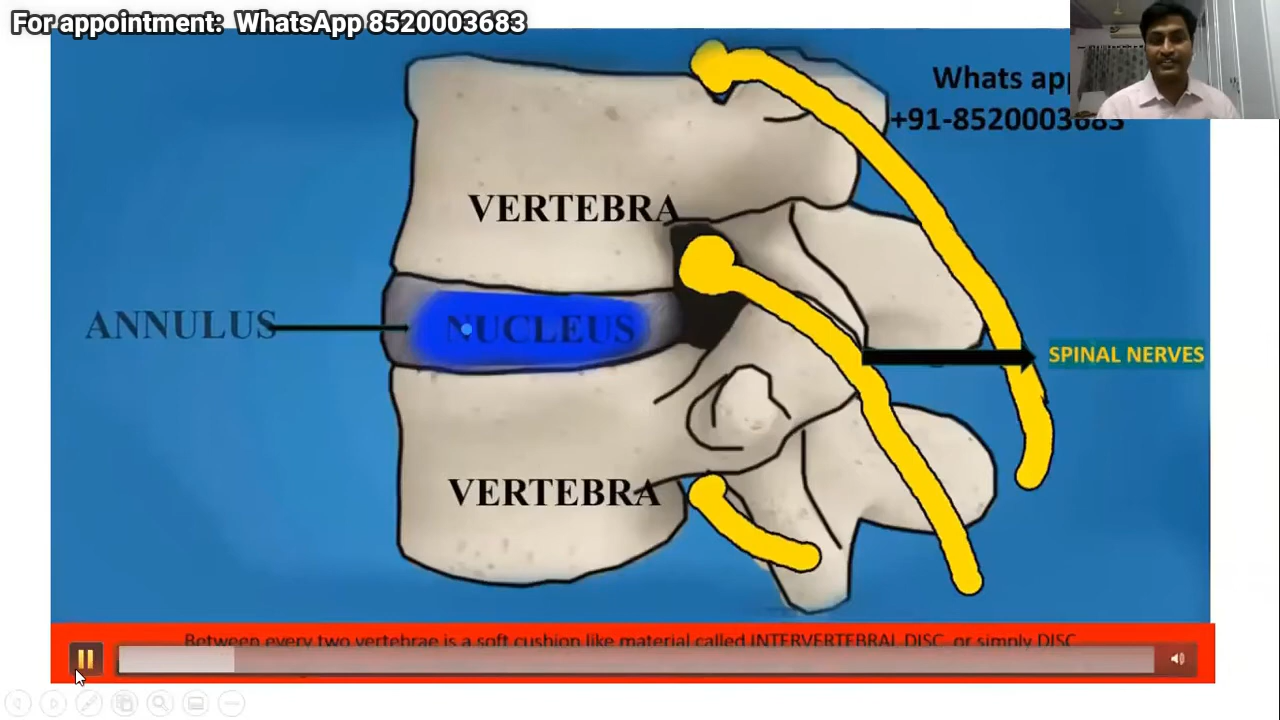 For appointment: WhatsApp 8520003683
Whats app
+91-8520003683
VERTEBRA
ANNULUS
NUCLEUS
SPINAL NERVES
VERTEBRA
Between every two vertebrae is a soft cushion like material called INTERVERTEBRAL DISC, or simply DISC